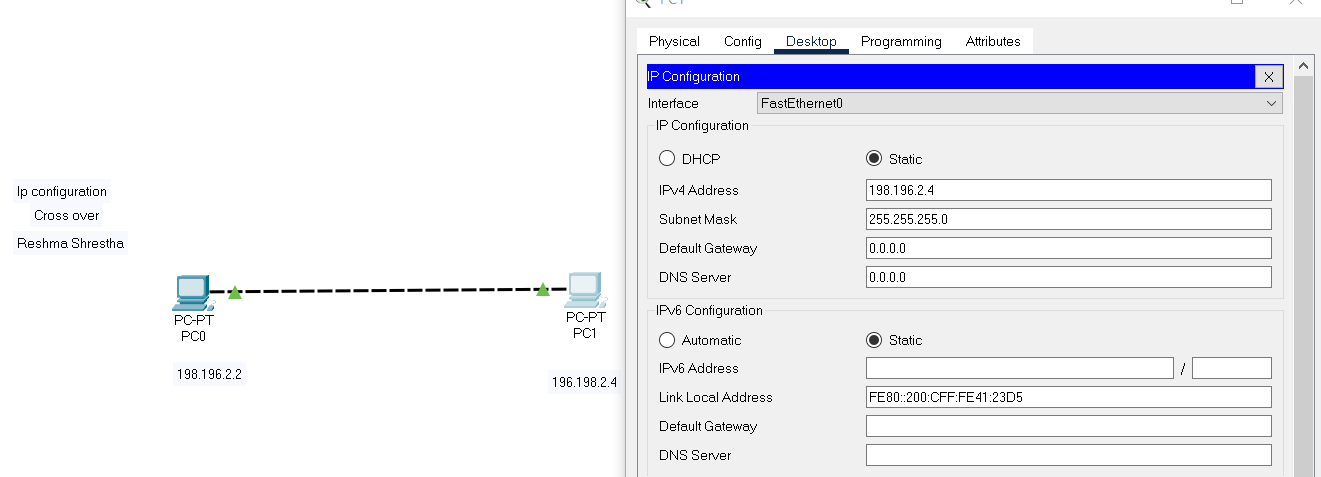 Ip configuration
Cross over
Reshma Shrestha
PC-PT
PC0
198.196.2.2
PC-PT
PC1
196.198.2.4
Physical Config Desktop Programming Attributes
IP Configuration X
Interface FastEthernet0
IP Configuration
DHCP Static
IPv4 Address 198.196.2.4
Subnet Mask 255.255.255.0
Default Gateway 0.0.0.0
DNS Server 0.0.0.0
IPv6 Configuration
Automatic Static
IPv6 Address /
Link Local Address FE80::200:CFF:FE41:23D5
Default Gateway
DNS Server